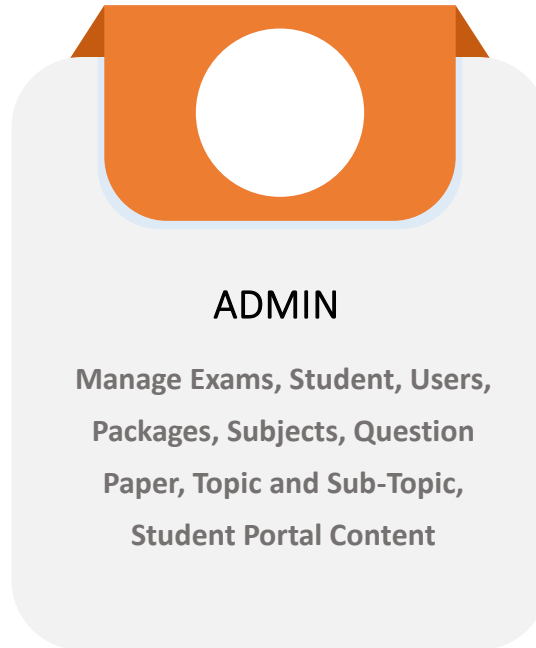 ADMIN
Manage Exams, Student, Users,
Packages, Subjects, Question
Paper, Topic and Sub-Topic,
Student Portal Content